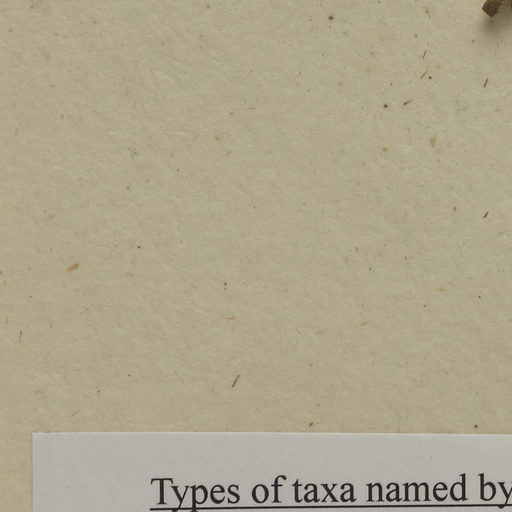 Types of taxa named by